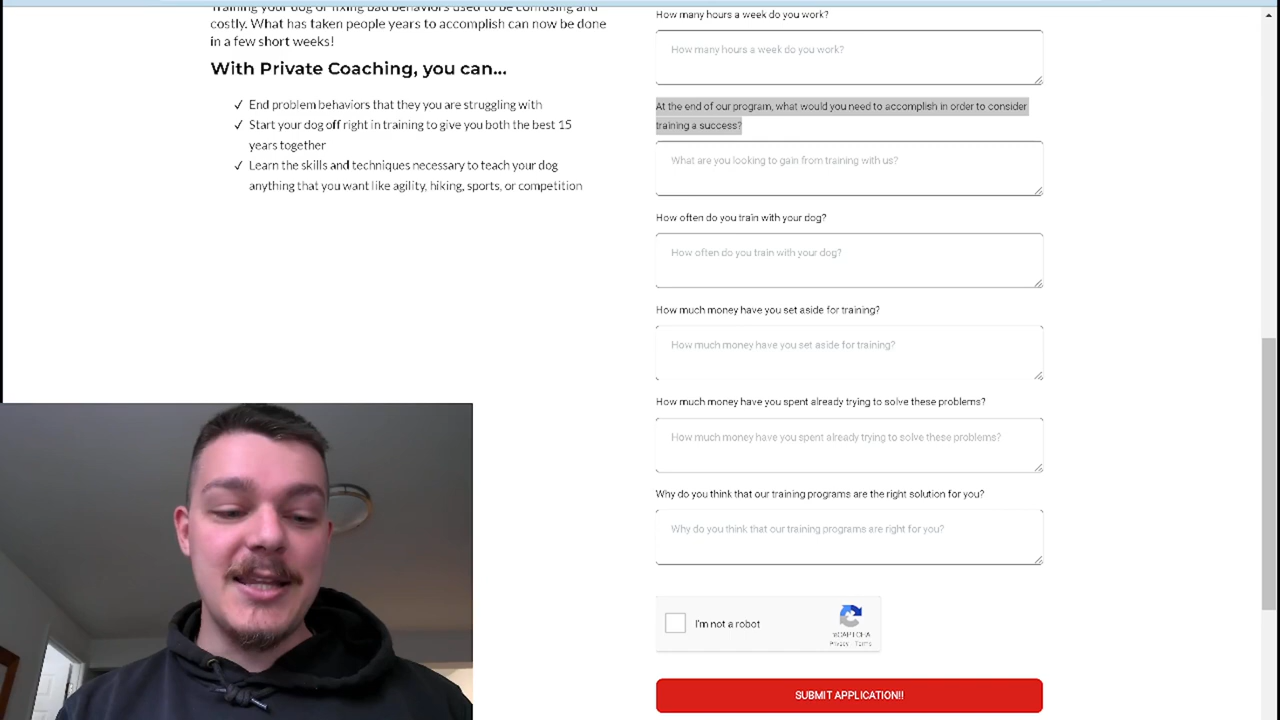 Training your dog or fixing bad behaviors used to be confusing and
costly. What has taken people years to accomplish can now be done
in a few short weeks!
With Private Coaching, you can...
✓ End problem behaviors that they you are struggling with
✓ Start your dog off right in training to give you both the best 15
years together
✓ Learn the skills and techniques necessary to teach your dog
anything that you want like agility, hiking, sports, or competition
How many hours a week do you work?
How many hours a week do you work?
At the end of our program, what would you need to accomplish in order to consider
training a success?
What are you looking to gain from training with us?
How often do you train with your dog?
How often do you train with your dog?
How much money have you set aside for training?
How much money have you set aside for training?
How much money have you spent already trying to solve these problems?
How much money have you spent already trying to solve these problems?
Why do you think that our training programs are the right solution for you?
Why do you think that our training programs are right for you?
I'm not a robot
reCAPTCHA
Privacy - Terms
SUBMIT APPLICATION!!